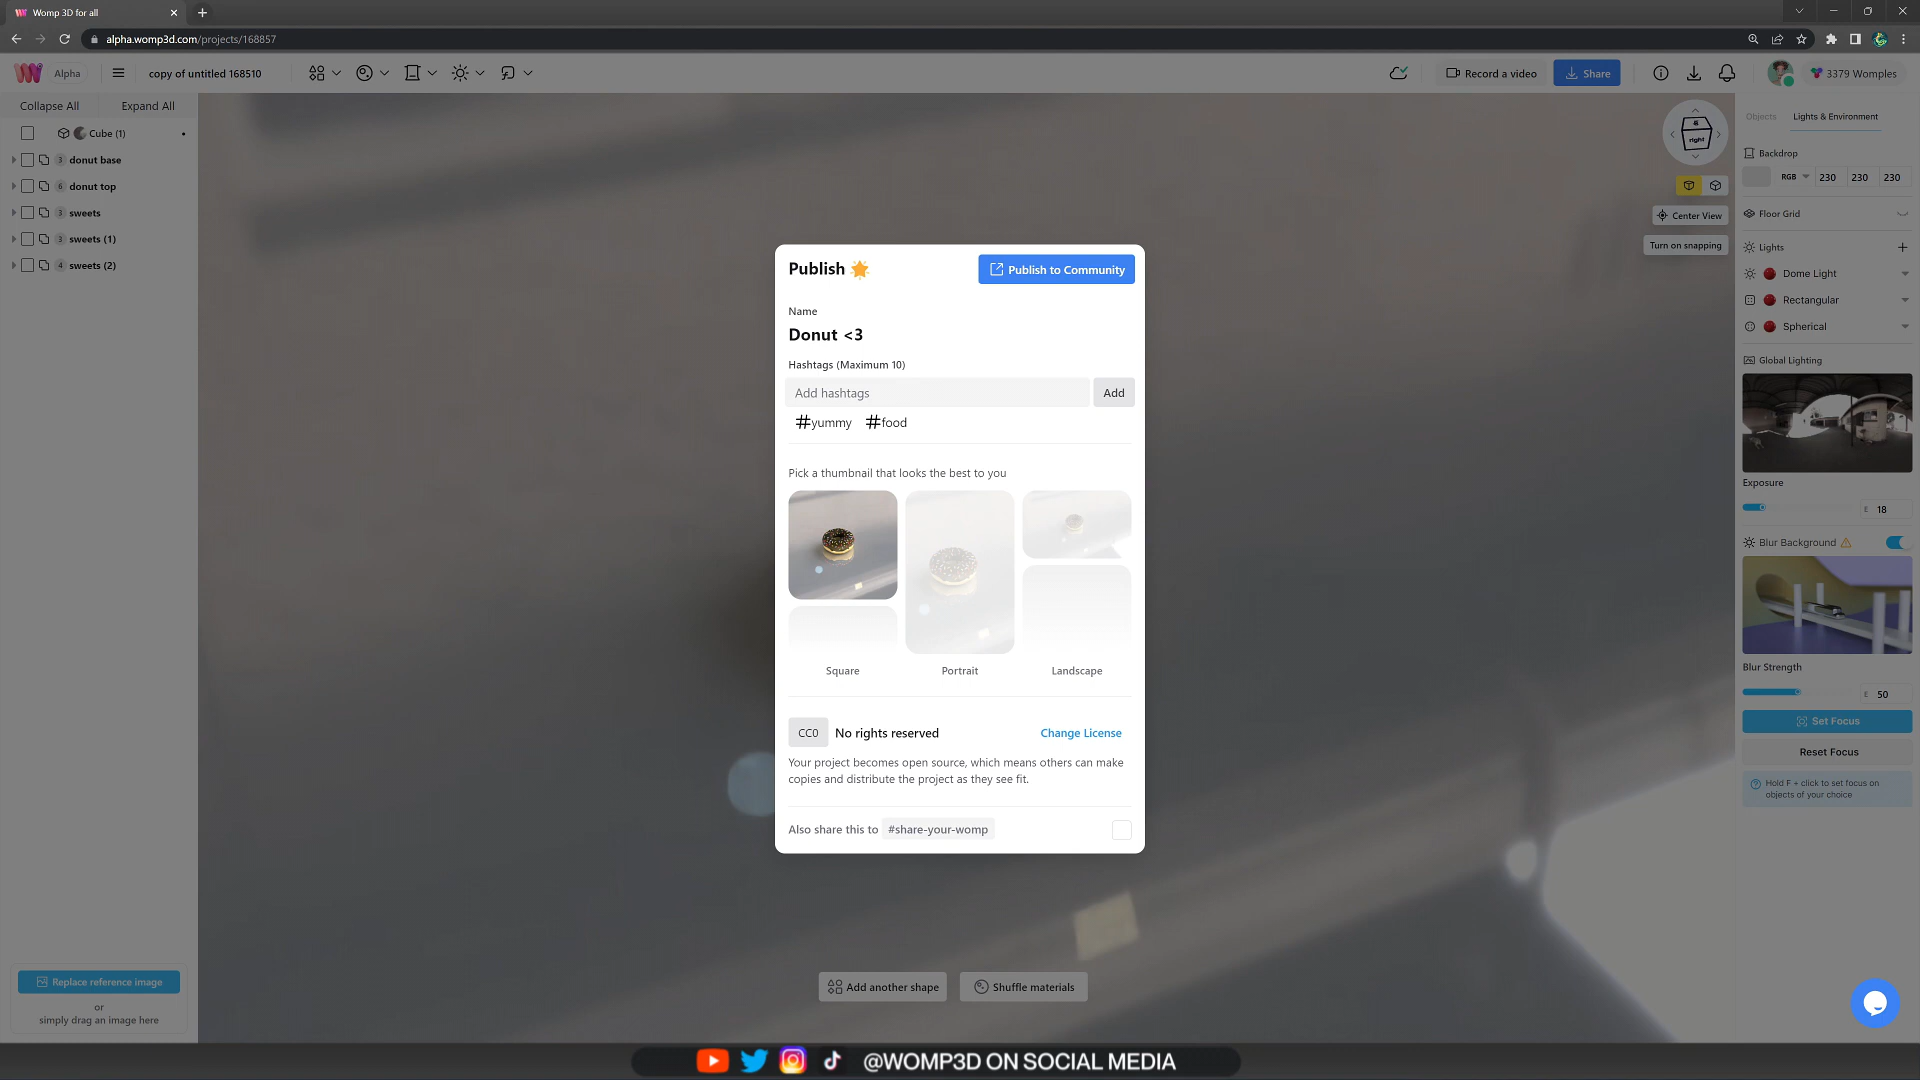 Womp 3D for all
alpha.womp3d.com/projects/168857
Alpha
copy of untitled 168510
Record a video
Share
3379 Womples
Collapse All
Expand All
Cube (1)
3 donut base
6 donut top
3 sweets
3 sweets (1)
4 sweets (2)
Replace reference image
or
simply drag an image here
right
Center View
Turn on snapping
Publish
Publish to Community
Name
Donut <3
Hashtags (Maximum 10)
Add hashtags
Add
#yummy #food
Pick a thumbnail that looks the best to you
Square
Portrait
Landscape
CC0
No rights reserved
Change License
Your project becomes open source, which means others can make
copies and distribute the project as they see fit.
Also share this to #share-your-womp
Add another shape
Shuffle materials
Objects
Lights & Environment
Backdrop
RGB 230 230 230
Floor Grid
Lights
Dome Light
Rectangular
Spherical
Global Lighting
Exposure
E 18
Blur Background
Blur Strength
E 50
Set Focus
Reset Focus
Hold F + click to set focus on
objects of your choice
@WOMP3D ON SOCIAL MEDIA